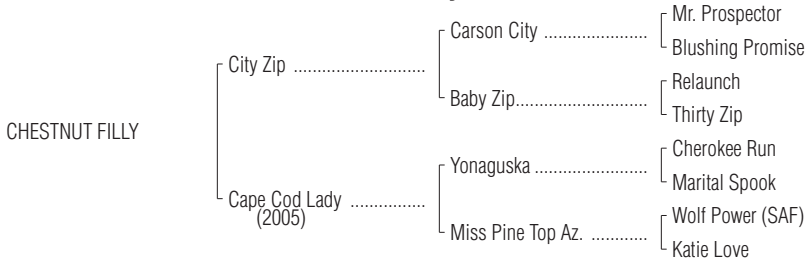 Mr. Prospector
Carson City ........................
Blushing Promise
City Zip ............................
Relaunch
Baby Zip.............................
Thirty Zip
CHESTNUT FILLY
Cherokee Run
Yonaguska ........................
Marital Spook
Cape Cod Lady ................
(2005)
Wolf Power (SAF)
Miss Pine Top Az. ............
Katie Love